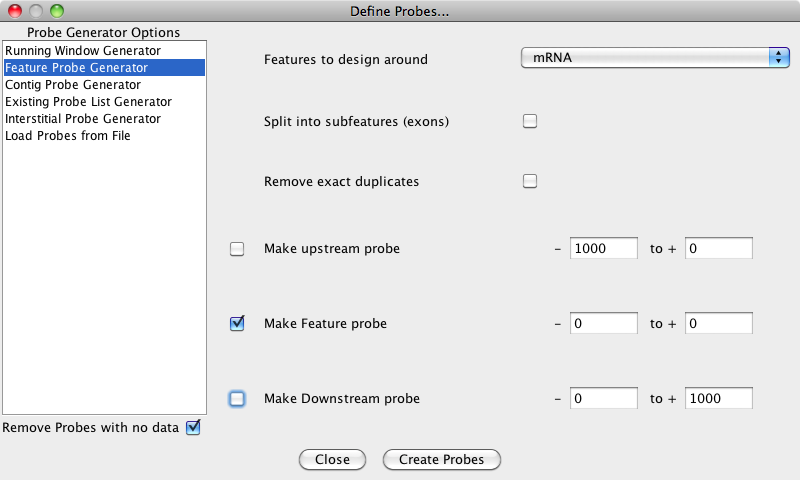 Define Probes...
Probe Generator Options
Running Window Generator
Feature Probe Generator
Contig Probe Generator
Existing Probe List Generator
Interstitial Probe Generator
Load Probes from File
Remove Probes with no data
Features to design around mRNA
Split into subfeatures (exons)
Remove exact duplicates
Make upstream probe - 1000 to + 0
Make Feature probe - 0 to + 0
Make Downstream probe - 0 to + 1000
Close Create Probes